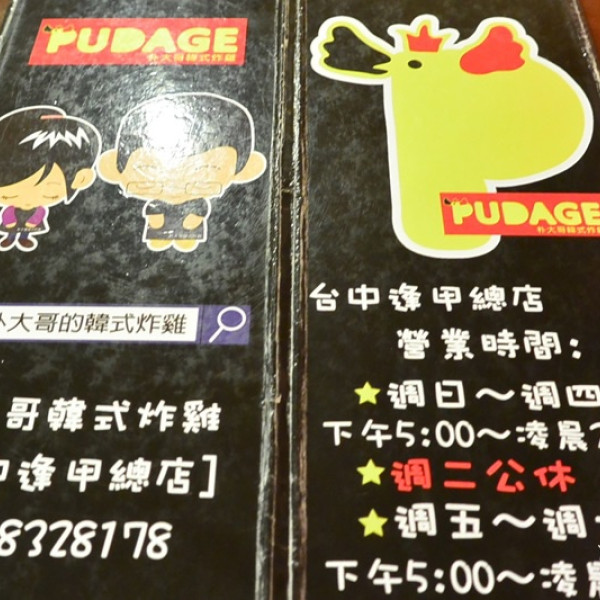 PUDAGE
朴大哥韓式炸雞
大哥的韓式炸雞
哥韓式炸雞
逢甲總店]
8328178
PUDAGE
朴大哥韓式炸
台中逢甲總店
營業時間:
週日～週四
下午5:00～凌晨
週二公休
週五～週
下午5:00～凌晨